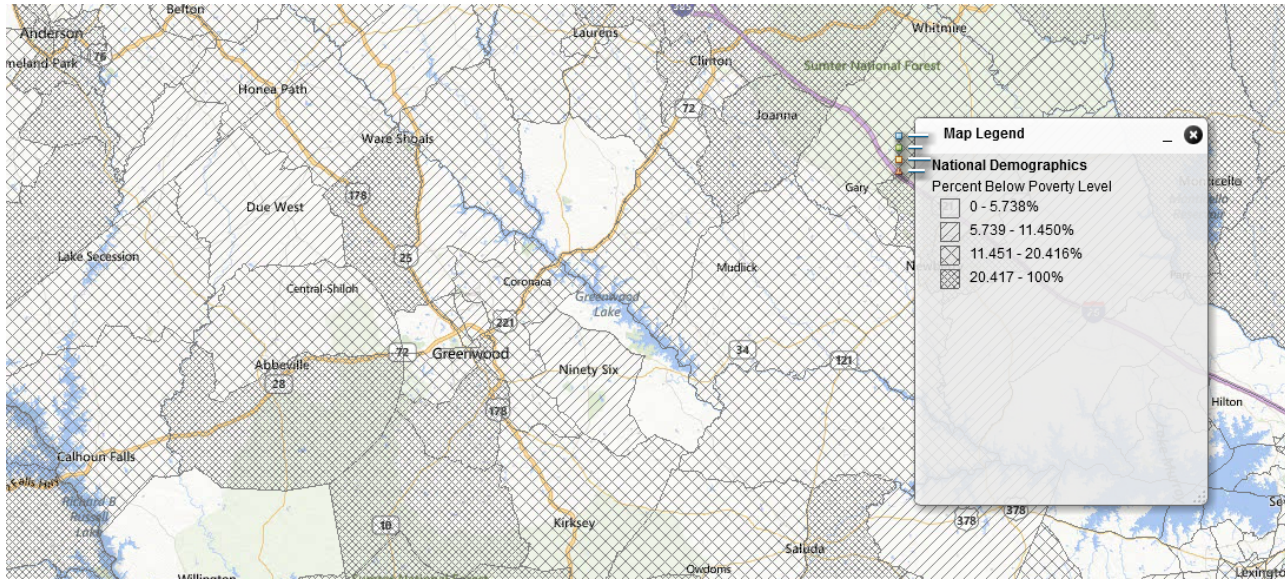 Belton
Anderson
76
meland Park
Honea Path
Laurens
Clinton
72
385
Whitmire
Sumter National Forest
Joanna
Ware Shoals
178
Due West
25
Lake Secession
Central-Shiloh
Coronaca
Greenwood
Lake
221
Greenwood
72
Abbeville
28
Ninety Six
178
34
121
Mudlick
Gary
Calhoun Falls
Falls Hwy
Richard B
Russell
Lake
18
Kirksey
Saluda
378
378
Owdoms
Willington
Hilton
Lexington
Monticello
Map Legend
National Demographics
Percent Below Poverty Level
0 - 5.738%
5.739 - 11.450%
11.451 - 20.416%
20.417 - 100%